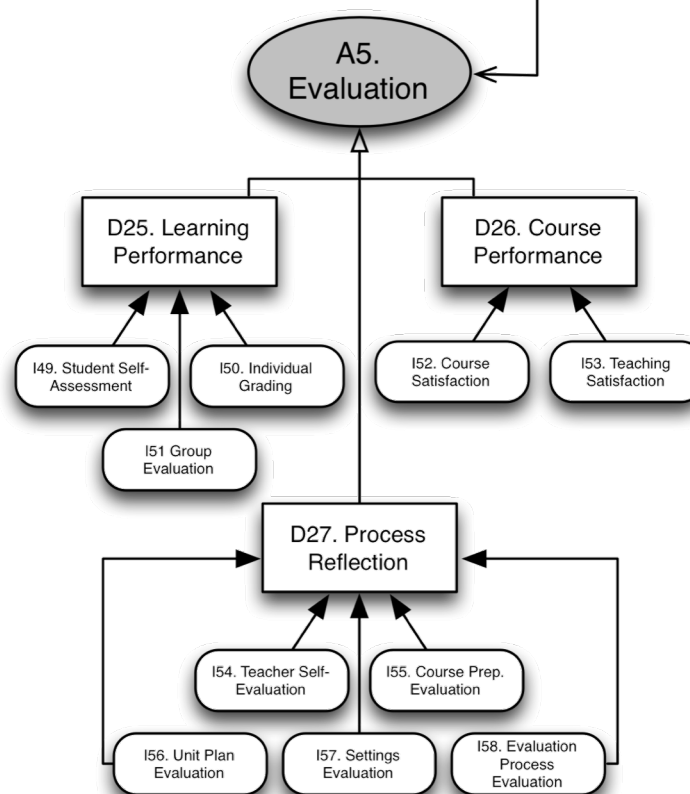 A5.
Evaluation
D25. Learning
Performance
D26. Course
Performance
I49. Student Self-
Assessment
I50. Individual
Grading
I52. Course
Satisfaction
I53. Teaching
Satisfaction
I51 Group
Evaluation
D27. Process
Reflection
I54. Teacher Self-
Evaluation
I55. Course Prep.
Evaluation
I56. Unit Plan
Evaluation
I57. Settings
Evaluation
I58. Evaluation
Process
Evaluation